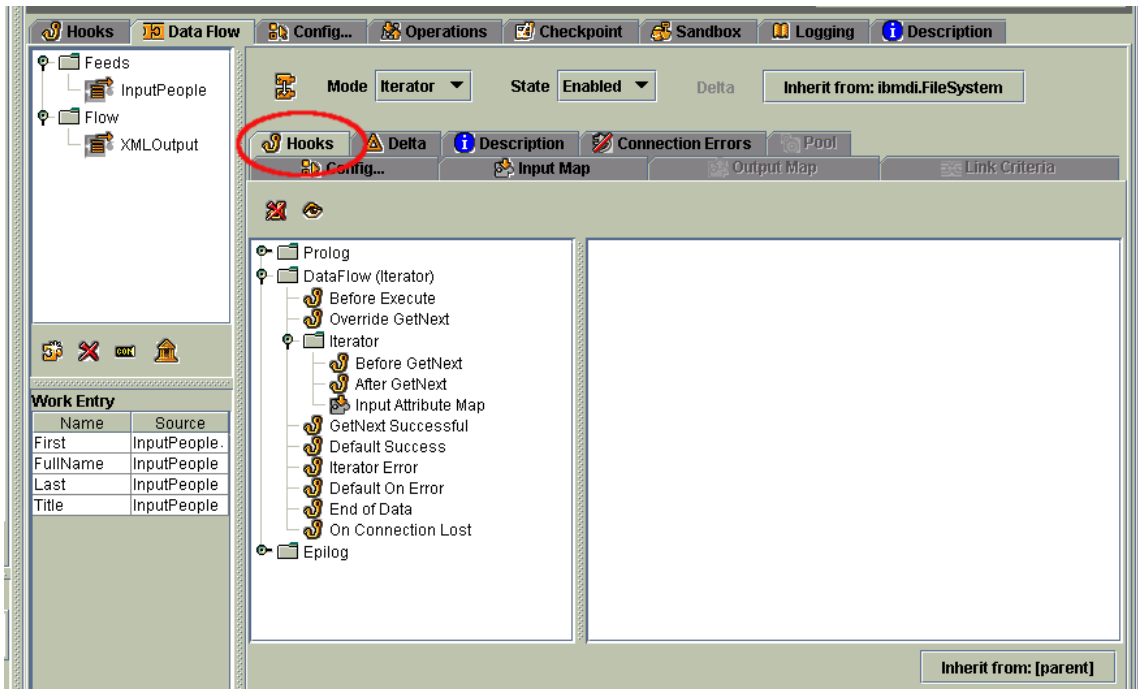 Hooks Data Flow Config... Operations Checkpoint Sandbox Logging Description
Feeds
InputPeople
Flow
XMLOutput
Mode Iterator State Enabled Delta Inherit from: ibmdi.FileSystem
Hooks Delta Description Connection Errors Pool
Config... Input Map Output Map Link Criteria
Prolog
DataFlow (Iterator)
Before Execute
Override GetNext
Iterator
Before GetNext
After GetNext
Input Attribute Map
GetNext Successful
Default Success
Iterator Error
Default On Error
End of Data
On Connection Lost
Epilog
CON
Work Entry
Name Source
First InputPeople.
FullName InputPeople
Last InputPeople
Title InputPeople
Inherit from: [parent]